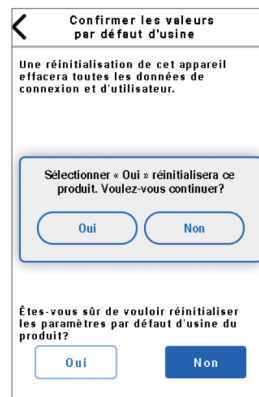 Confirmer les valeurs
par défaut d'usine
Une réinitialisation de cet appareil
effacera toutes les données de
connexion et d'utilisateur.
Sélectionner « Oui » réinitialisera ce
produit. Voulez-vous continuer?
Oui
Non
Êtes-vous sûr de vouloir réinitialiser
les paramètres par défaut d'usine du
produit?
Oui
Non